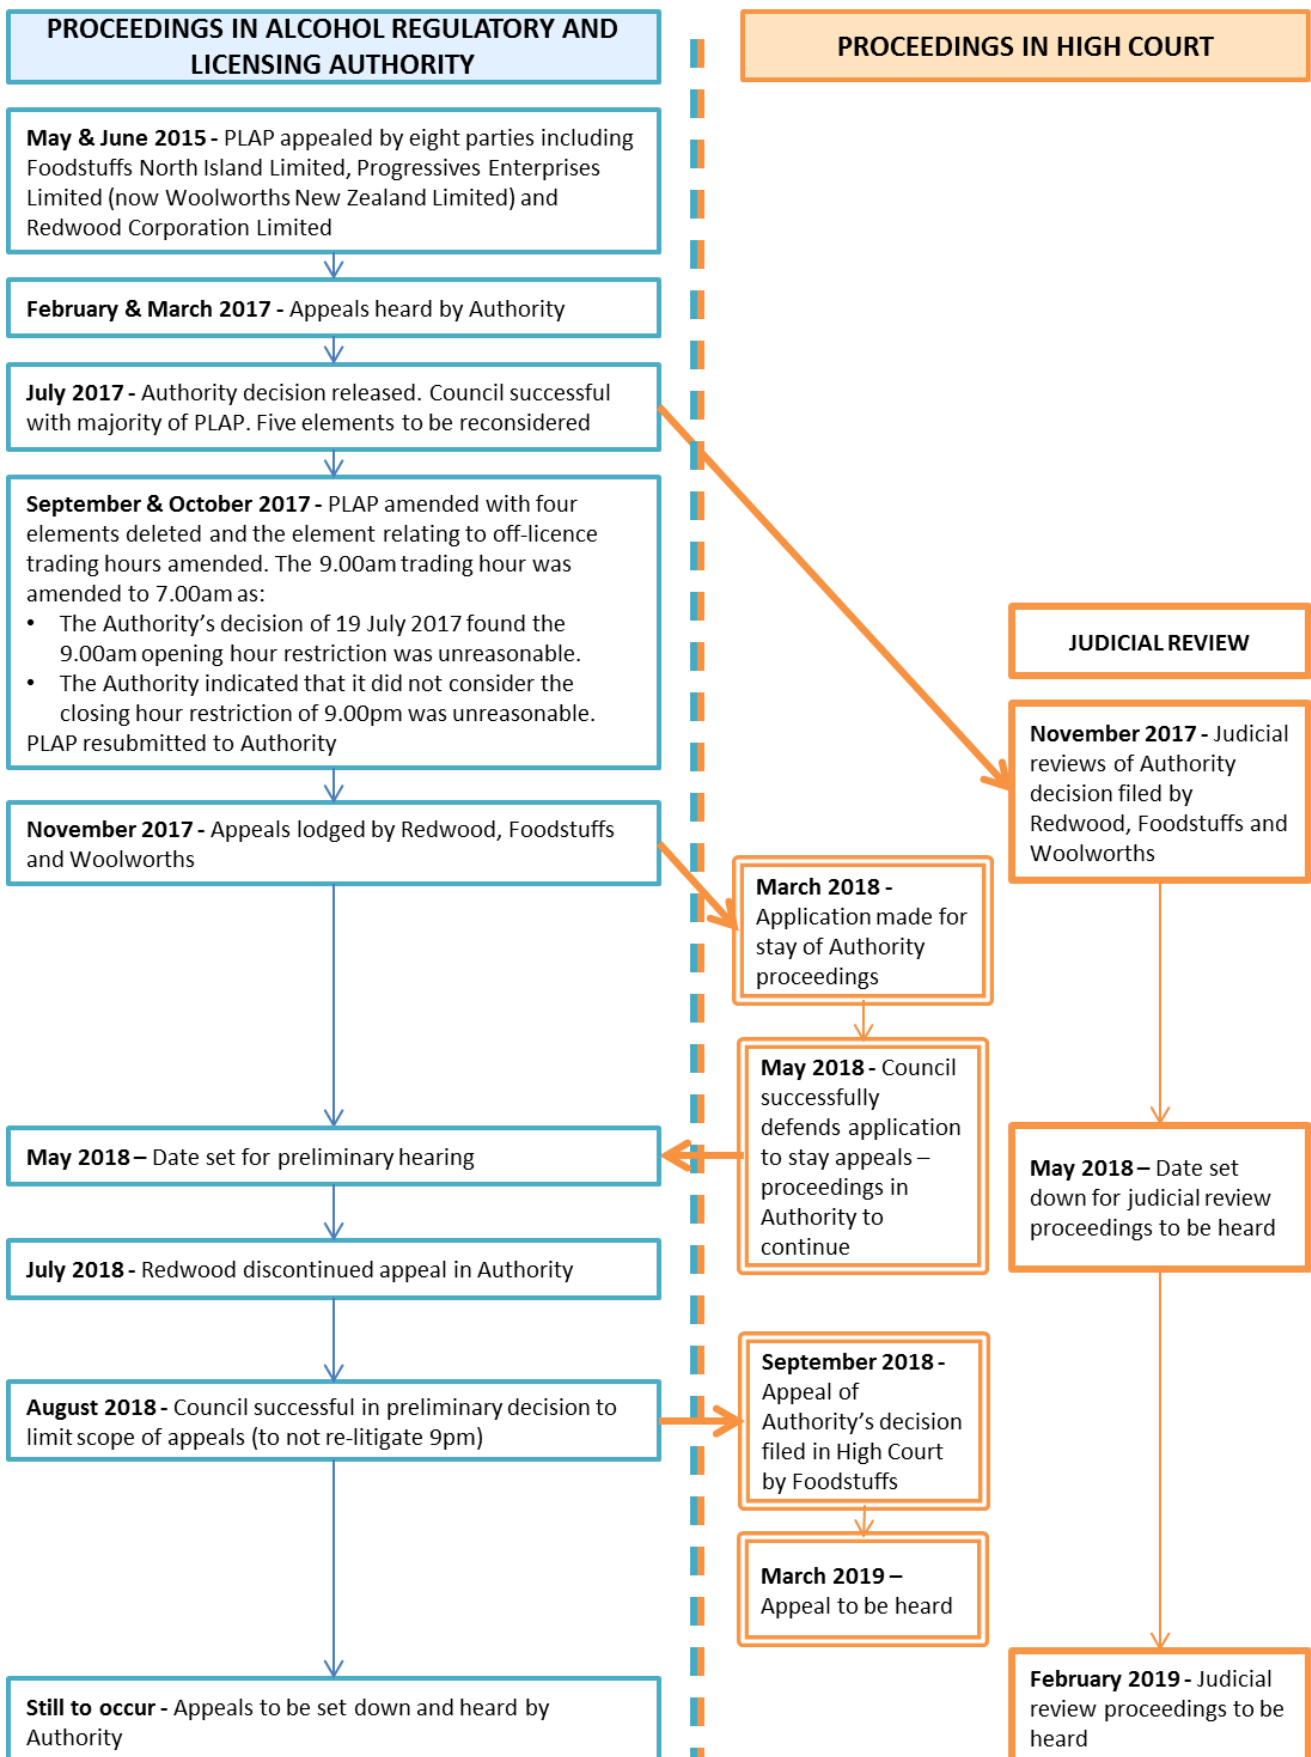 PROCEEDINGS IN ALCOHOL REGULATORY AND
LICENSING AUTHORITY
PROCEEDINGS IN HIGH COURT
May & June 2015 - PLAP appealed by eight parties including
Foodstuffs North Island Limited, Progressives Enterprises
Limited (now Woolworths New Zealand Limited) and
Redwood Corporation Limited
February & March 2017 - Appeals heard by Authority
July 2017 - Authority decision released. Council successful
with majority of PLAP. Five elements to be reconsidered
September & October 2017 - PLAP amended with four
elements deleted and the element relating to off-licence
trading hours amended. The 9.00am trading hour was
amended to 7.00am as:
• The Authority's decision of 19 July 2017 found the
9.00am opening hour restriction was unreasonable.
• The Authority indicated that it did not consider the
closing hour restriction of 9.00pm was unreasonable.
PLAP resubmitted to Authority
JUDICIAL REVIEW
November 2017 - Judicial
reviews of Authority
decision filed by
Redwood, Foodstuffs and
Woolworths
November 2017 - Appeals lodged by Redwood, Foodstuffs
and Woolworths
March 2018 -
Application made for
stay of Authority
proceedings
May 2018 - Council
successfully
defends application
to stay appeals –
proceedings in
Authority to
continue
May 2018 – Date set for preliminary hearing
May 2018 – Date set
down for judicial review
proceedings to be heard
July 2018 - Redwood discontinued appeal in Authority
August 2018 - Council successful in preliminary decision to
limit scope of appeals (to not re-litigate 9pm)
September 2018 -
Appeal of
Authority's decision
filed in High Court
by Foodstuffs
March 2019 –
Appeal to be heard
Still to occur - Appeals to be set down and heard by
Authority
February 2019 - Judicial
review proceedings to be
heard